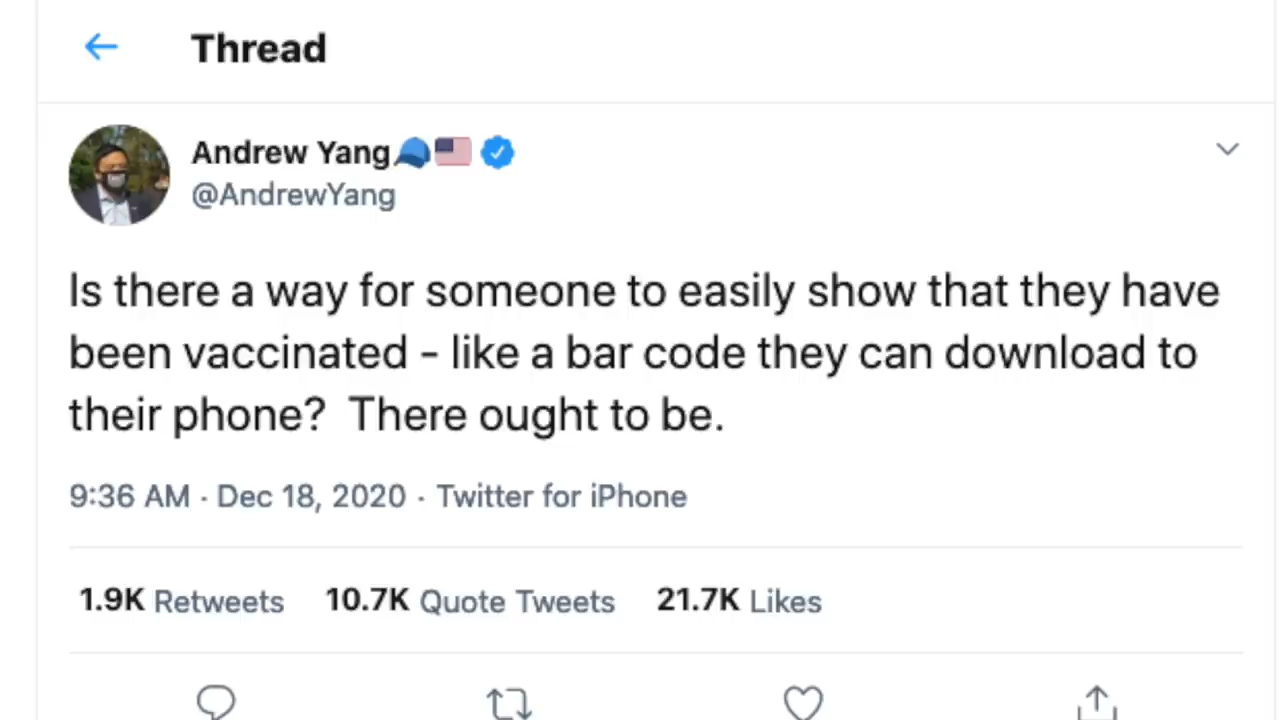 Thread
Andrew Yang🧢🇺🇸
@AndrewYang
Is there a way for someone to easily show that they have
been vaccinated - like a bar code they can download to
their phone?  There ought to be.
9:36 AM · Dec 18, 2020 · Twitter for iPhone
1.9K Retweets 10.7K Quote Tweets 21.7K Likes